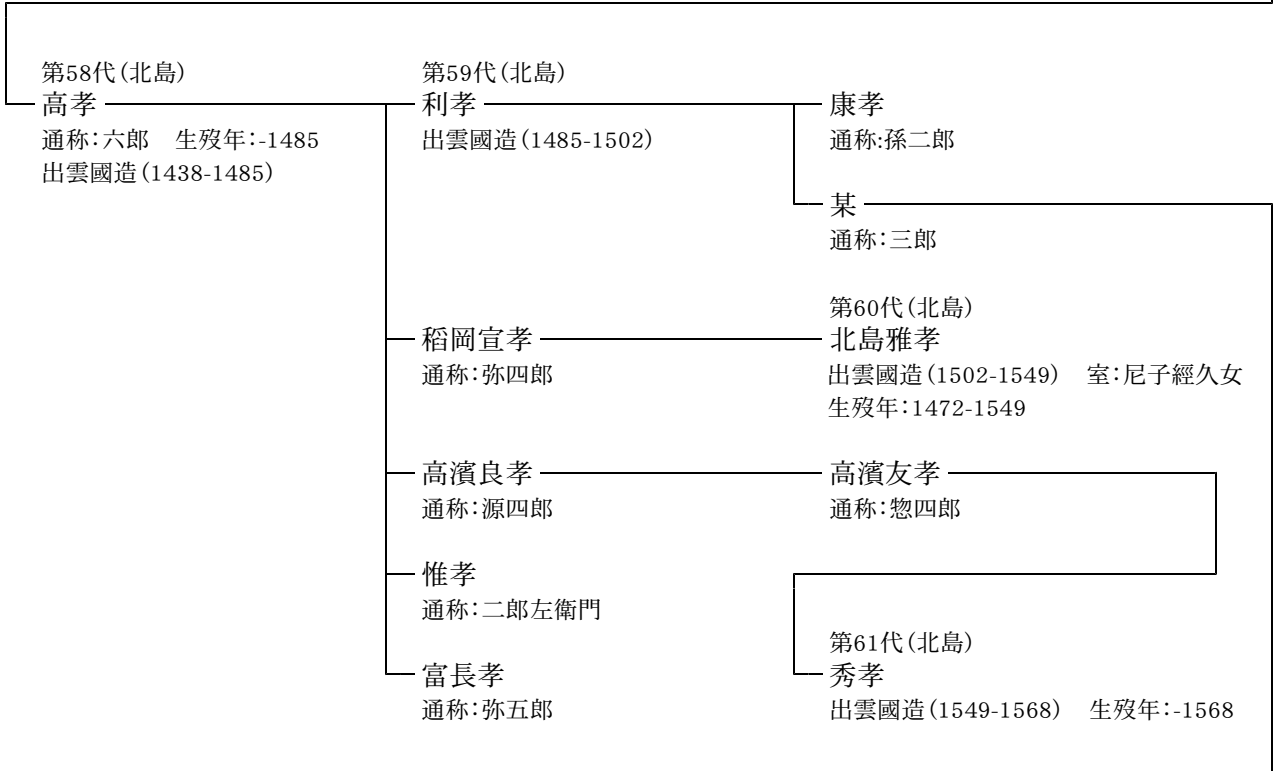 第58代(北島)
高孝
通称:六郎　生歿年:-1485
出雲國造(1438-1485)
第59代(北島)
利孝
出雲國造(1485-1502)
康孝
通称:孫二郎
某
通称:三郎
稻岡宣孝
通称:弥四郎
第60代(北島)
北島雅孝
出雲國造(1502-1549)　室:尼子經久女
生歿年:1472-1549
高濱良孝
通称:源四郎
高濱友孝
通称:惣四郎
惟孝
通称:二郎左衛門
富長孝
通称:弥五郎
第61代(北島)
秀孝
出雲國造(1549-1568)　生歿年:-1568